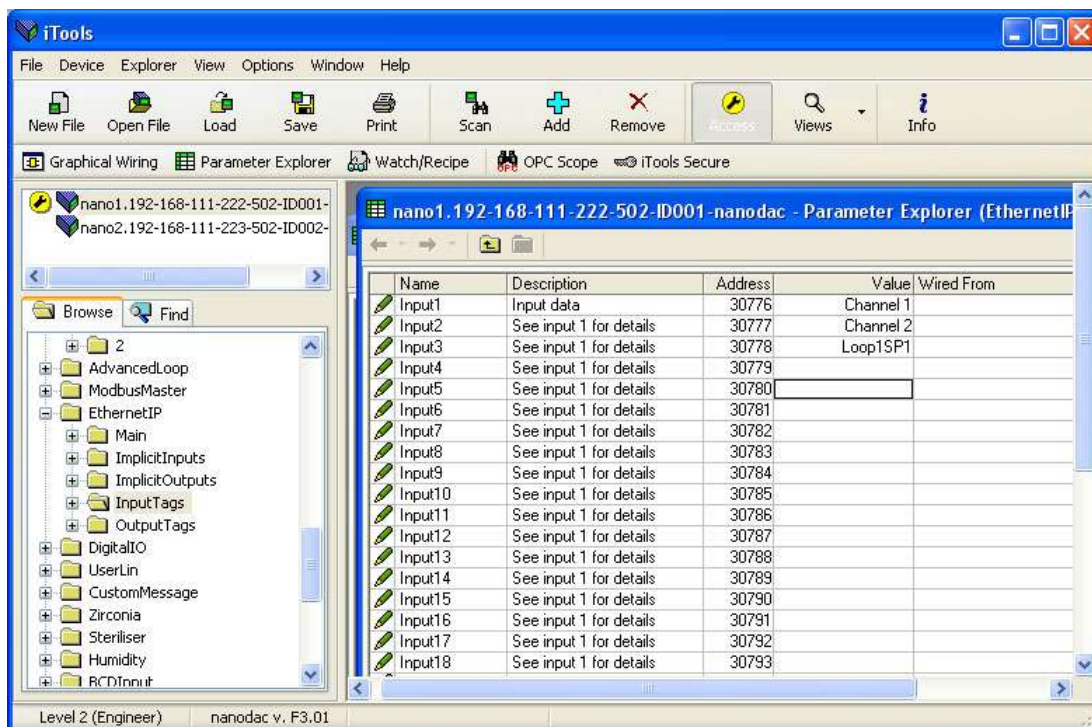 iTools
File Device Explorer View Options Window Help
New File Open File Load Save Print Scan Add Remove Access Views Info
Graphical Wiring Parameter Explorer Watch/Recipe OPC Scope iTools Secure
nano1.192-168-111-222-502-ID001-
nano2.192-168-111-223-502-ID002-
Browse Find
2
AdvancedLoop
ModbusMaster
EthernetIP
Main
ImplicitInputs
ImplicitOutputs
InputTags
OutputTags
DigitalIO
UserLin
CustomMessage
Zirconia
Steriliser
Humidity
BCDInput
nano1.192-168-111-222-502-ID001-nanodac - Parameter Explorer (EthernetIP
Name Description Address Value Wired From
Input1 Input data 30776 Channel 1
Input2 See input 1 for details 30777 Channel 2
Input3 See input 1 for details 30778 Loop1SP1
Input4 See input 1 for details 30779
Input5 See input 1 for details 30780
Input6 See input 1 for details 30781
Input7 See input 1 for details 30782
Input8 See input 1 for details 30783
Input9 See input 1 for details 30784
Input10 See input 1 for details 30785
Input11 See input 1 for details 30786
Input12 See input 1 for details 30787
Input13 See input 1 for details 30788
Input14 See input 1 for details 30789
Input15 See input 1 for details 30790
Input16 See input 1 for details 30791
Input17 See input 1 for details 30792
Input18 See input 1 for details 30793
Level 2 (Engineer) nanodac v. F3.01